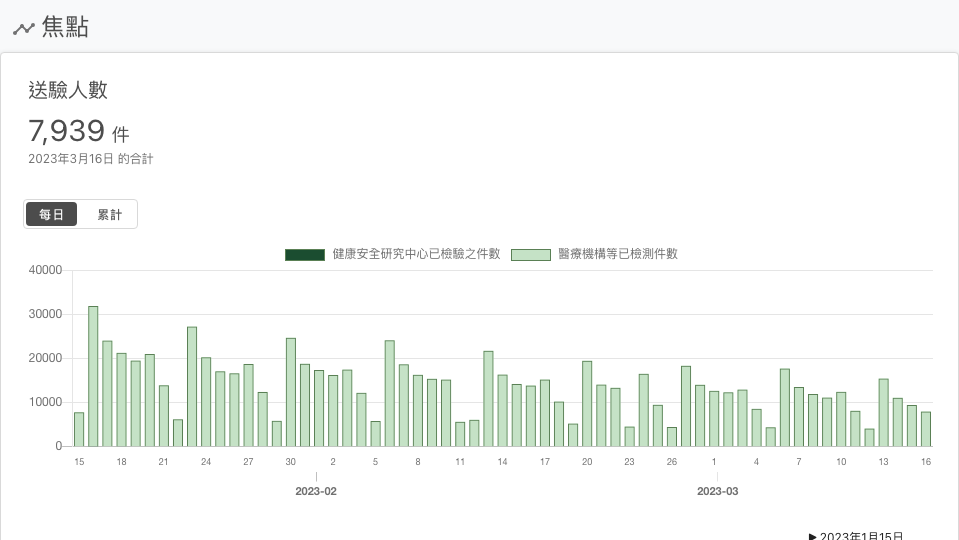 焦點
送驗人數
7,939 件
2023年3月16日 的合計
每日 累計
健康安全研究中心已檢驗之件數 醫療機構等已檢測件數
40000
30000
20000
10000
0
15 18 21 24 27 30 2 5 8 11 14 17 20 23 26 1 4 7 10 13 16
2023-02 2023-03
▶ 2023年1月15日